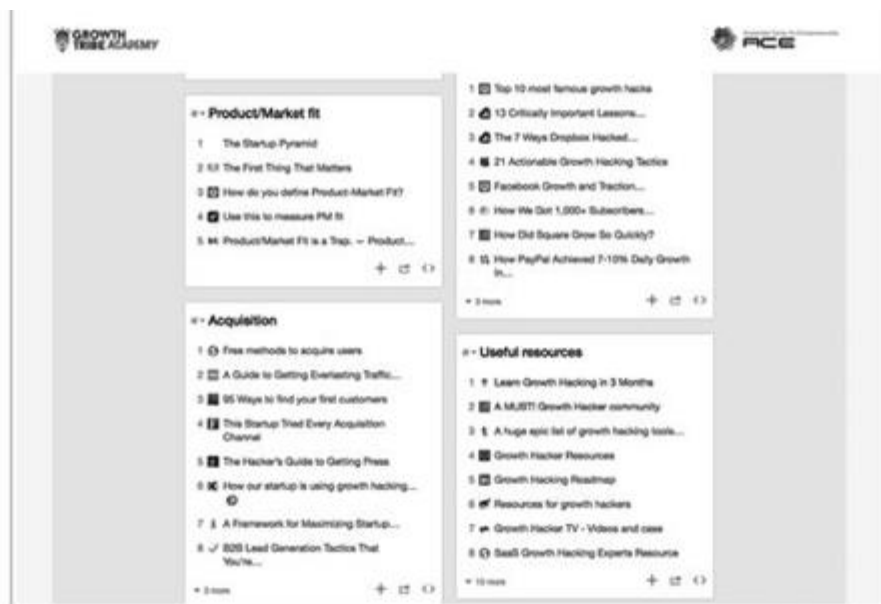 GROWTH
TRIBE ACADEMY
ACE
Product/Market fit
1 The Startup Pyramid
2 The First Thing That Matters
3 How do you define Product-Market Fit?
4 Use this to measure PM fit
5 Product/Market Fit is a Trap. — Product...
Acquisition
1 Free methods to acquire users
2 A Guide to Getting Everlasting Traffic...
3 95 Ways to find your first customers
4 This Startup Tried Every Acquisition
Channel
5 The Hacker's Guide to Getting Press
6 How our startup is using growth hacking...
7 A Framework for Maximizing Startup...
8 B2B Lead Generation Tactics That
You're...
3 more
1 Top 10 most famous growth hacks
2 13 Critically Important Lessons...
3 The 7 Ways Dropbox Hacked...
4 21 Actionable Growth Hacking Tactics
5 Facebook Growth and Traction...
6 How We Got 1,000+ Subscribers...
7 How Did Square Grow So Quickly?
8 How PayPal Achieved 7-10% Daily Growth
In...
3 more
Useful resources
1 Learn Growth Hacking in 3 Months
2 A MUST! Growth Hacker community
3 A huge epic list of growth hacking tools...
4 Growth Hacker Resources
5 Growth Hacking Roadmap
6 Resources for growth hackers
7 Growth Hacker TV - Videos and case
8 SaaS Growth Hacking Experts Resource
10 more